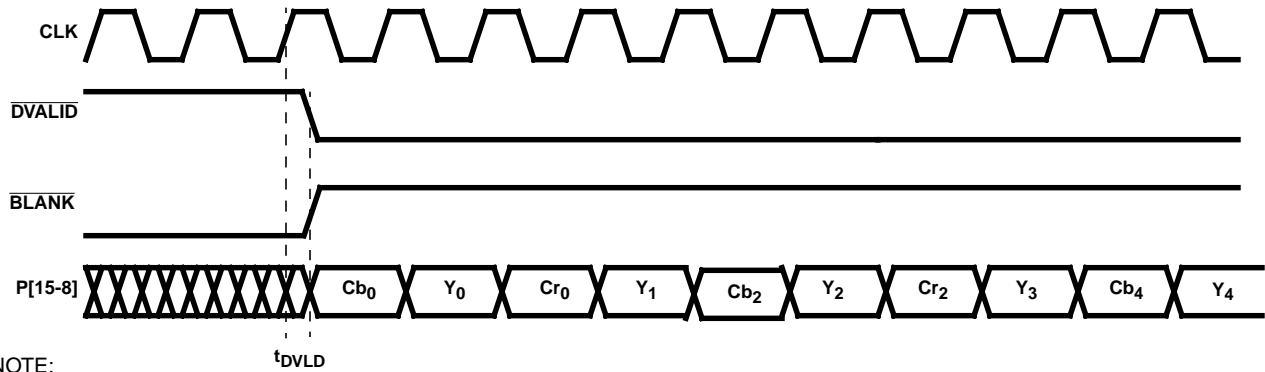 CLK
DVALID
BLANK
P[15-8] Cb0 Y0 Cr0 Y1 Cb2 Y2 Cr2 Y3 Cb4 Y4
tDVLD
NOTE: